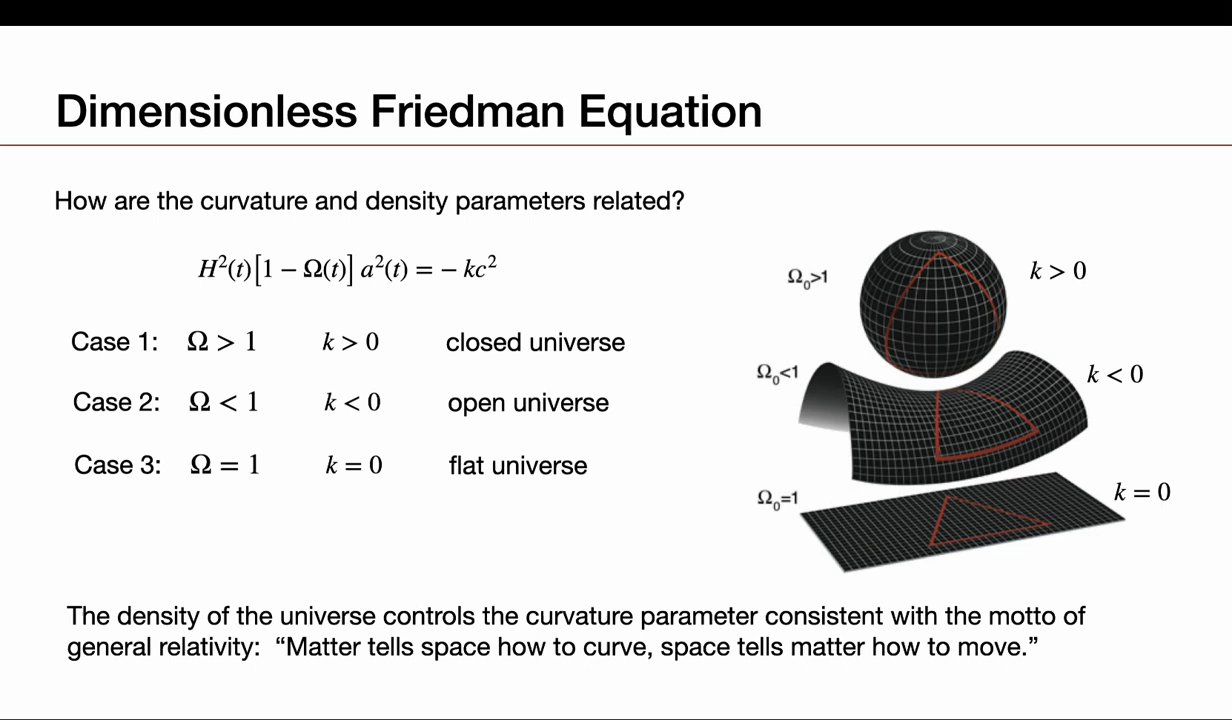 Dimensionless Friedman Equation
How are the curvature and density parameters related?
H²(t)[1 − Ω(t)] a²(t) = − kc²
Case 1: Ω > 1 k > 0 closed universe
Case 2: Ω < 1 k < 0 open universe
Case 3: Ω = 1 k = 0 flat universe
Ω₀>1 k > 0
Ω₀<1 k < 0
Ω₀=1 k = 0
The density of the universe controls the curvature parameter consistent with the motto of
general relativity: “Matter tells space how to curve, space tells matter how to move.”